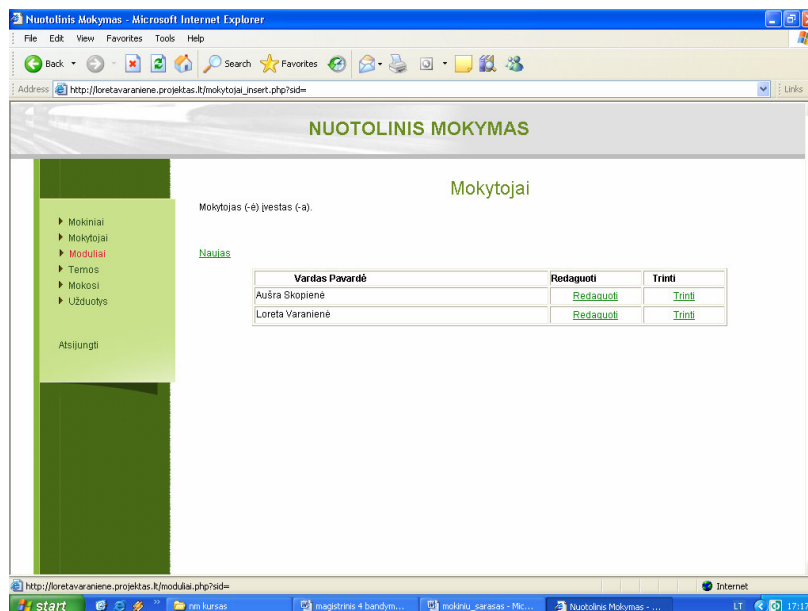 Nuotolinis Mokymas - Microsoft Internet Explorer
File Edit View Favorites Tools Help
Back Search Favorites
Address http://loretavaraniene.projektas.lt/mokytojai_insert.php?sid= Links
NUOTOLINIS MOKYMAS
Mokytojai
Mokytojas (-ė) įvestas (-a).
Mokiniai
Mokytojai
Moduliai
Temos
Mokosi
Užduotys
Atsijungti
Naujas
Vardas Pavardė Redaguoti Trinti
Aušra Skopienė Redaguoti Trinti
Loreta Varanienė Redaguoti Trinti
http://loretavaraniene.projektas.lt/moduliai.php?sid= Internet
start nm kursas magistrinis 4 bandym... mokiniu_sarasas - Mic... Nuotolinis Mokymas - ... LT 17:17